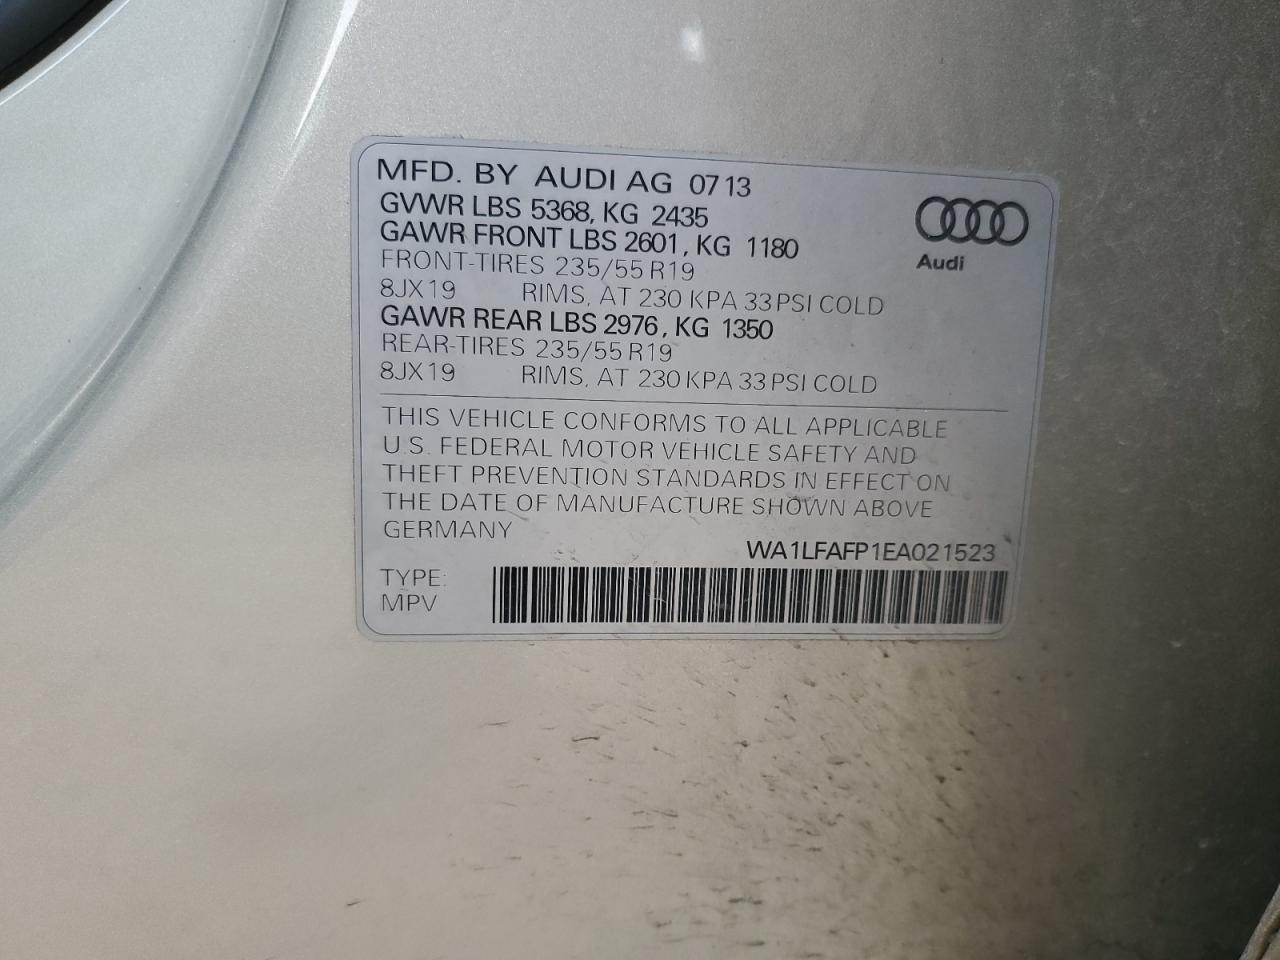 MFD. BY AUDI AG 07 13
GVWR LBS 5368, KG 2435
GAWR FRONT LBS 2601, KG 1180
FRONT-TIRES 235/55 R19
8JX19 RIMS, AT 230 KPA 33 PSI COLD
GAWR REAR LBS 2976, KG 1350
REAR-TIRES 235/55 R19
8JX19 RIMS, AT 230 KPA 33 PSI COLD
Audi
THIS VEHICLE CONFORMS TO ALL APPLICABLE
U.S. FEDERAL MOTOR VEHICLE SAFETY AND
THEFT PREVENTION STANDARDS IN EFFECT ON
THE DATE OF MANUFACTURE SHOWN ABOVE
GERMANY
WA1LFAFP1EA021523
TYPE:
MPV